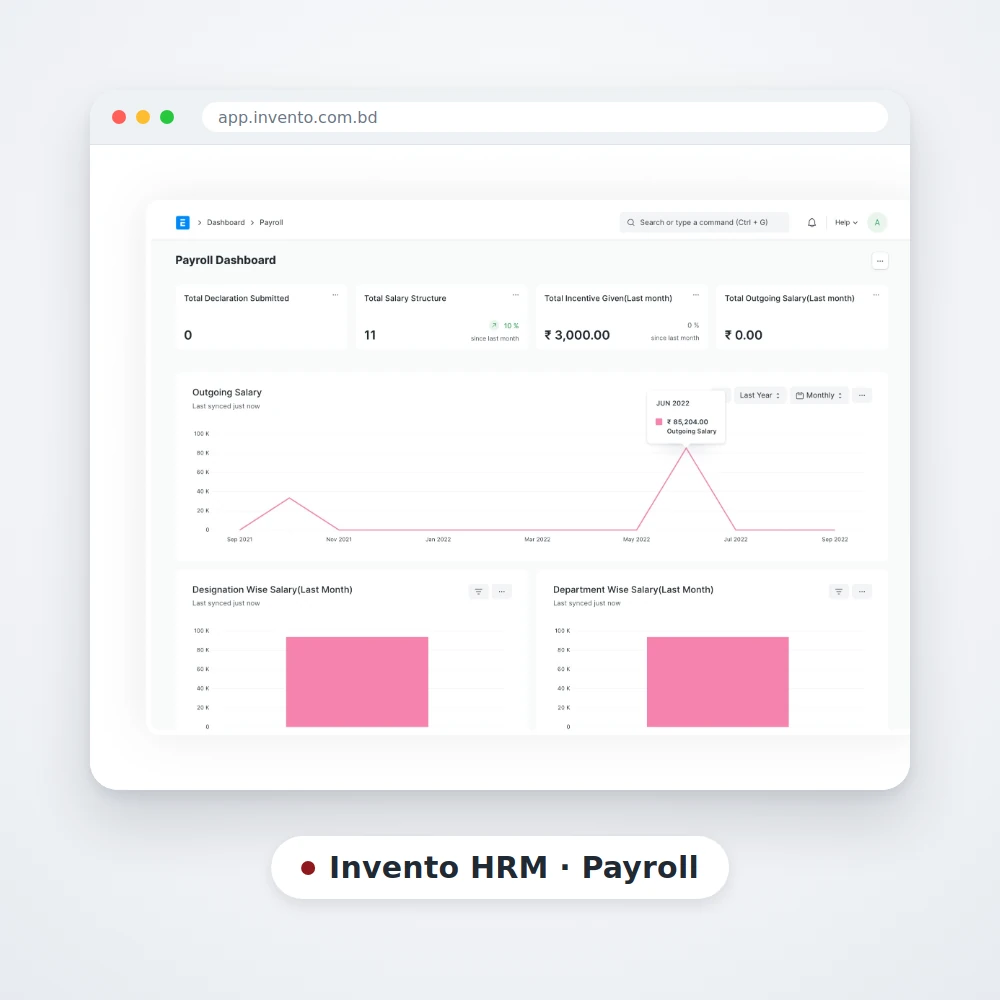 app.invento.com.bd
E > Dashboard > Payroll
Search or type a command (Ctrl + G)
Help
A
Payroll Dashboard
Total Declaration Submitted
0
Total Salary Structure
11
10 %
since last month
Total Incentive Given(Last month)
₹ 3,000.00
0 %
since last month
Total Outgoing Salary(Last month)
₹ 0.00
Outgoing Salary
Last synced just now
Last Year
Monthly
JUN 2022
₹ 85,204.00
Outgoing Salary
100 K
80 K
60 K
40 K
20 K
0
Sep 2021
Nov 2021
Jan 2022
Mar 2022
May 2022
Jul 2022
Sep 2022
Designation Wise Salary(Last Month)
Last synced just now
100 K
80 K
60 K
40 K
20 K
0
Department Wise Salary(Last Month)
Last synced just now
100 K
80 K
60 K
40 K
20 K
0
Invento HRM · Payroll